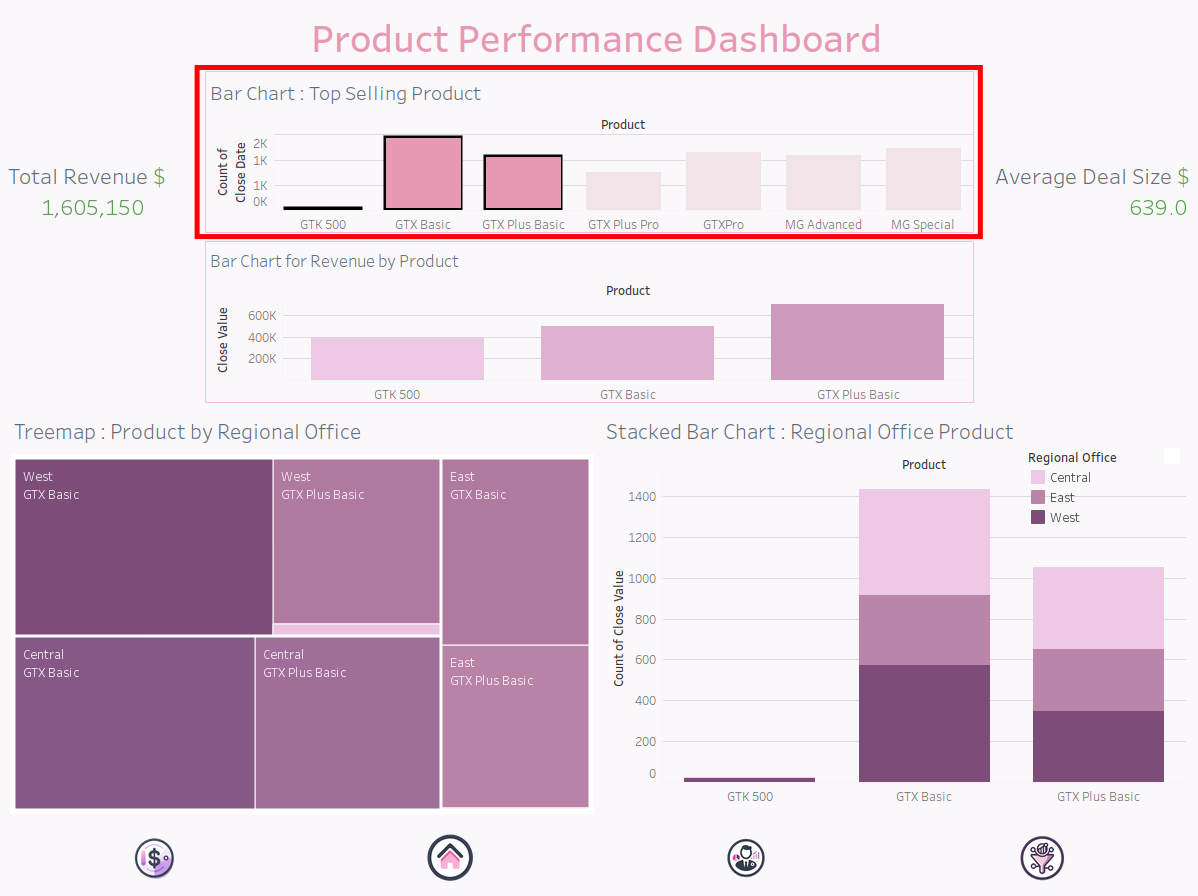 Product Performance Dashboard
Bar Chart : Top Selling Product
Product
Count of
Close Date
2K
1K
1K
0K
GTK 500
GTX Basic
GTX Plus Basic
GTX Plus Pro
GTXPro
MG Advanced
MG Special
Total Revenue $
1,605,150
Average Deal Size $
639.0
Bar Chart for Revenue by Product
Product
Close Value
600K
400K
200K
GTK 500
GTX Basic
GTX Plus Basic
Treemap : Product by Regional Office
West
GTX Basic
West
GTX Plus Basic
East
GTX Basic
Central
GTX Basic
Central
GTX Plus Basic
East
GTX Plus Basic
Stacked Bar Chart : Regional Office Product
Product
Regional Office
Central
East
West
Count of Close Value
1400
1200
1000
800
600
400
200
0
GTK 500
GTX Basic
GTX Plus Basic
$